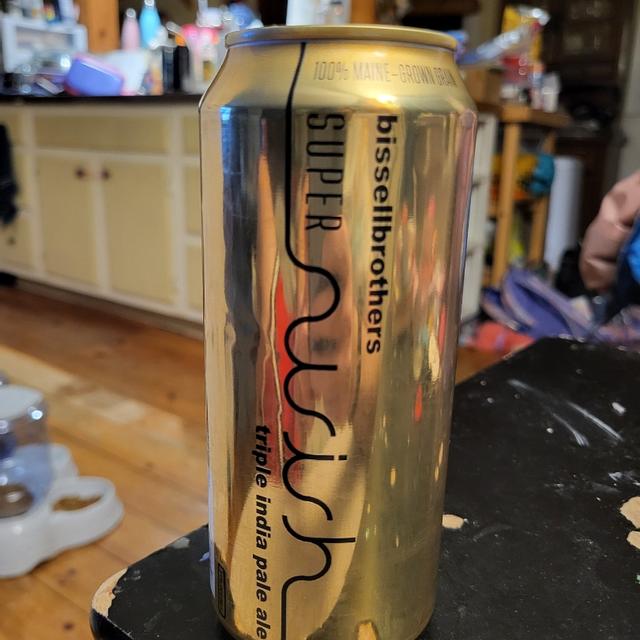 100% MAINE-GROWN GRAIN
bissellbrothers
SUPER
swish
triple india pale ale